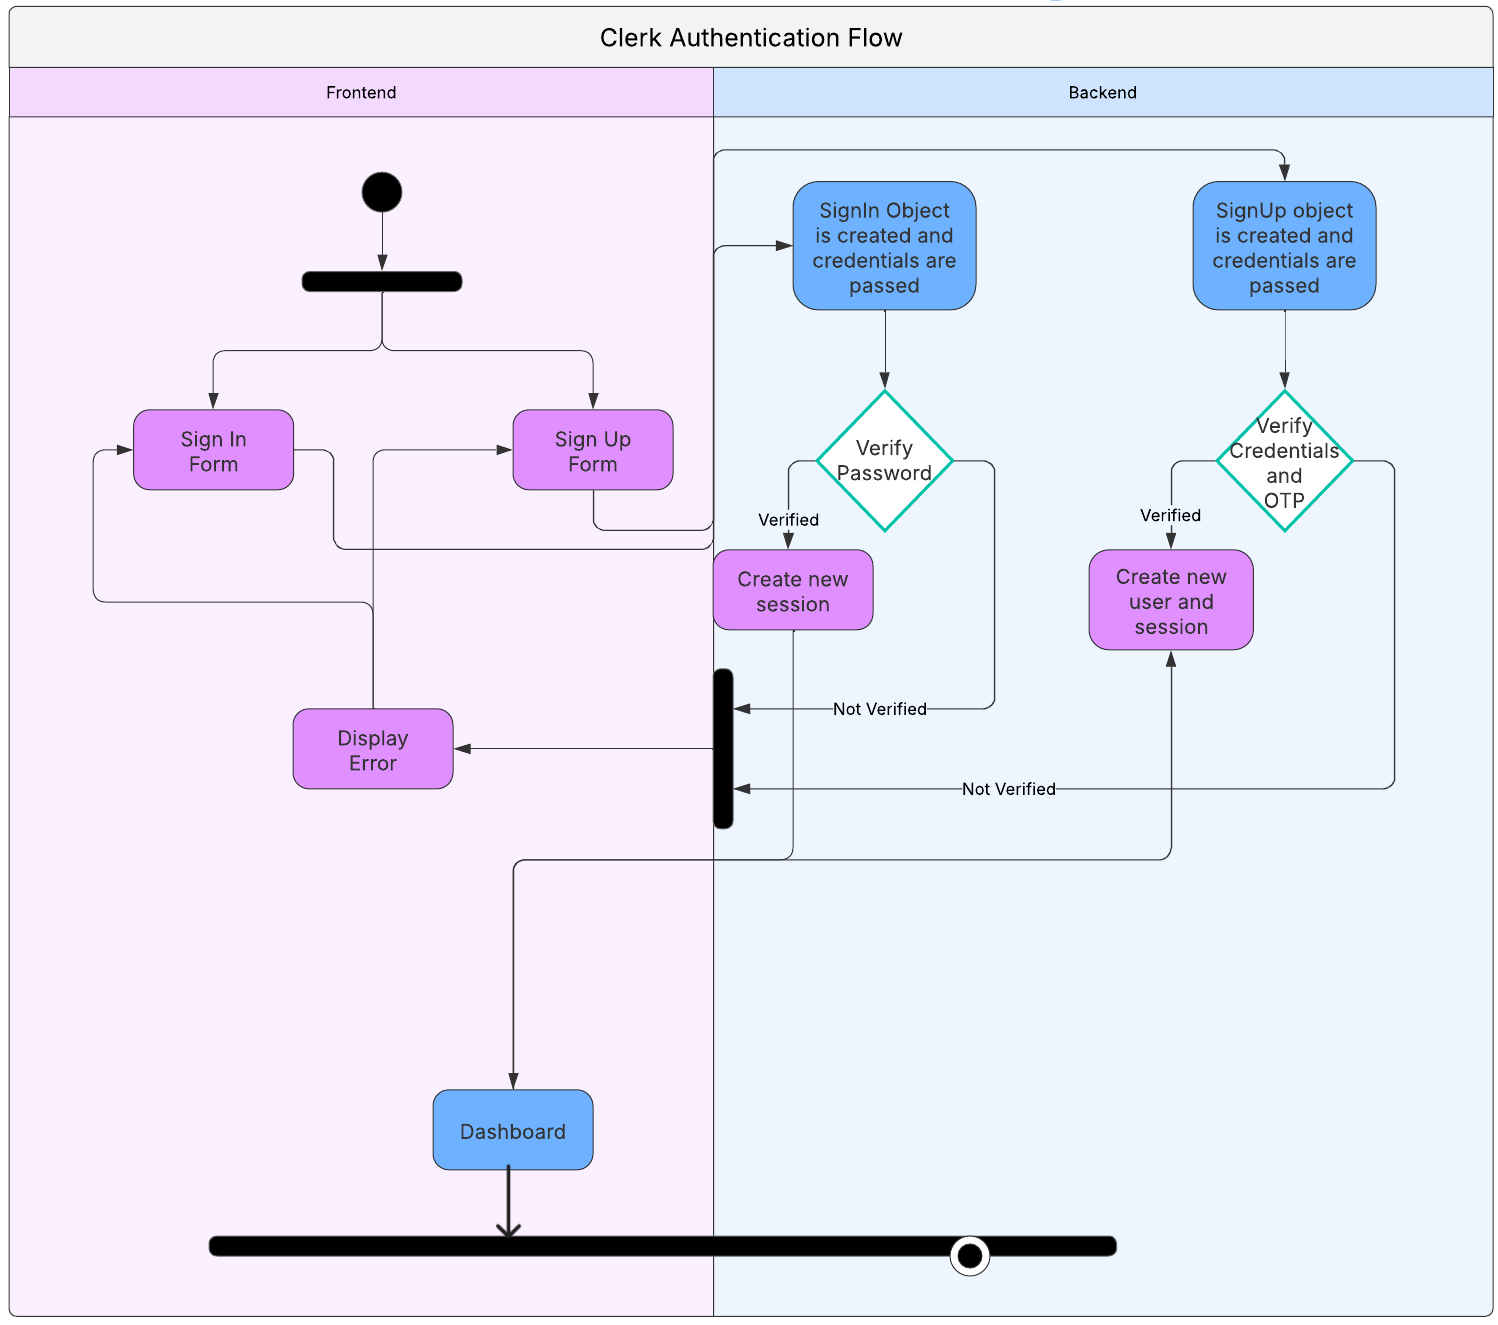 Clerk Authentication Flow
Frontend
Backend
SignIn Object
is created and
credentials are
passed
SignUp object
is created and
credentials are
passed
Sign In
Form
Sign Up
Form
Verify
Password
Verify
Credentials
and
OTP
Verified
Verified
Create new
session
Create new
user and
session
Not Verified
Display
Error
Not Verified
Dashboard